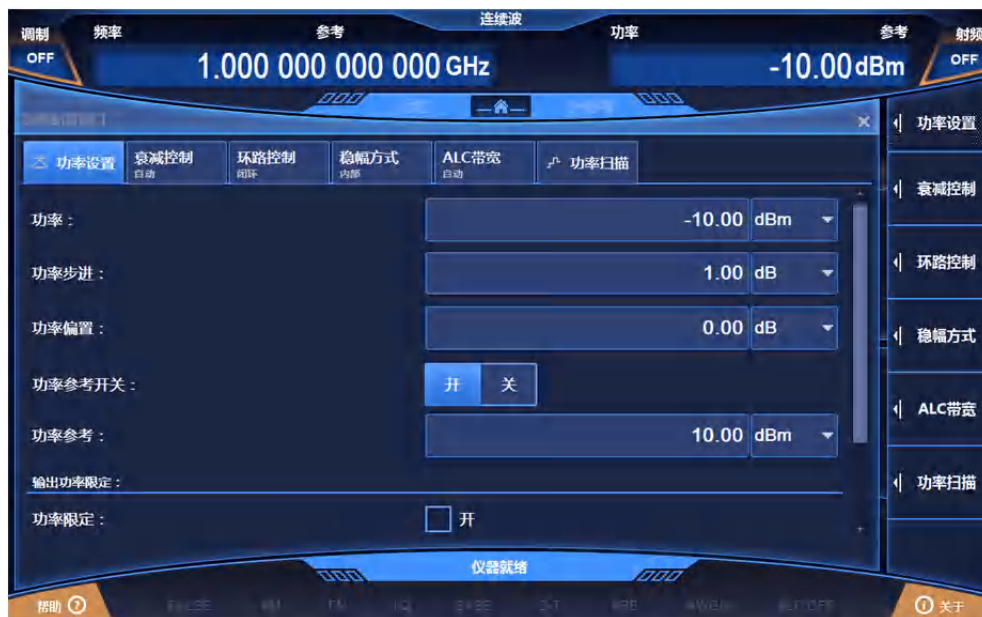 连续波
调制 频率 参考 功率 参考 射频
OFF 1.000 000 000 000 GHz -10.00 dBm OFF
功率设置
功率设置 衰减控制 环路控制 稳幅方式 ALC带宽 功率扫描
自动 闭环 内部 自动
衰减控制
功率: -10.00 dBm
功率步进: 1.00 dB
环路控制
功率偏置: 0.00 dB
稳幅方式
功率参考开关: 开 关
ALC带宽
功率参考: 10.00 dBm
输出功率限定:
功率扫描
功率限定: 开
仪器就绪
帮助 关于